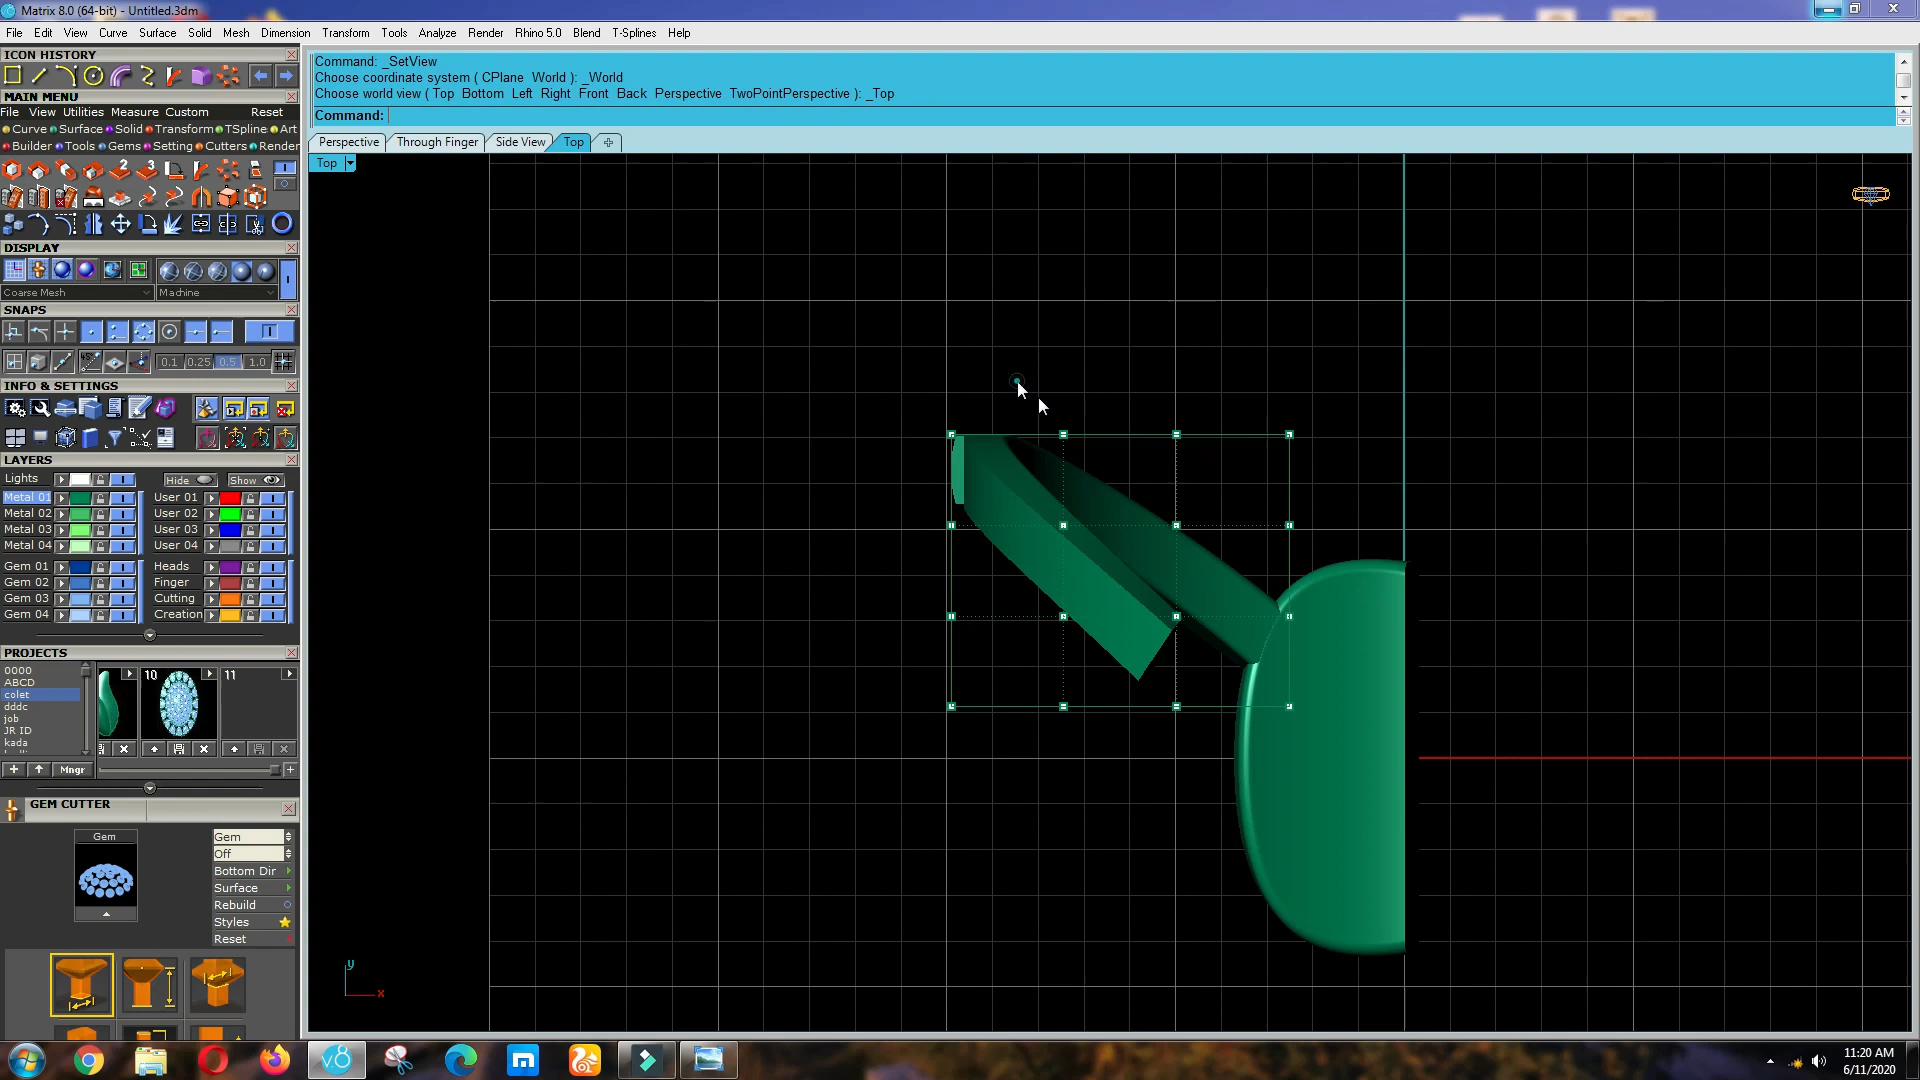 Matrix 8.0 (64-bit) - Untitled.3dm
File Edit View Curve Surface Solid Mesh Dimension Transform Tools Analyze Render Rhino 5.0 Blend T-Splines Help
ICON HISTORY
MAIN MENU
File View Utilities Measure Custom Reset
Curve Surface Solid Transform TSpline Art
Builder Tools Gems Setting Cutters Render
DISPLAY
Coarse Mesh Machine
SNAPS
0.1 0.25 0.5 1.0
INFO & SETTINGS
LAYERS
Lights Hide Show
Metal 01 User 01
Metal 02 User 02
Metal 03 User 03
Metal 04 User 04
Gem 01 Heads
Gem 02 Finger
Gem 03 Cutting
Gem 04 Creation
PROJECTS
0000
ABCD
colet
dddc
job
JR ID
kada
10 11
Mngr
GEM CUTTER
Gem
Gem
Off
Bottom Dir
Surface
Rebuild
Styles
Reset
Command: _SetView
Choose coordinate system ( CPlane World ): _World
Choose world view ( Top Bottom Left Right Front Back Perspective TwoPointPerspective ): _Top
Command:
Perspective Through Finger Side View Top
Top
y
x
v8
11:20 AM
6/11/2020